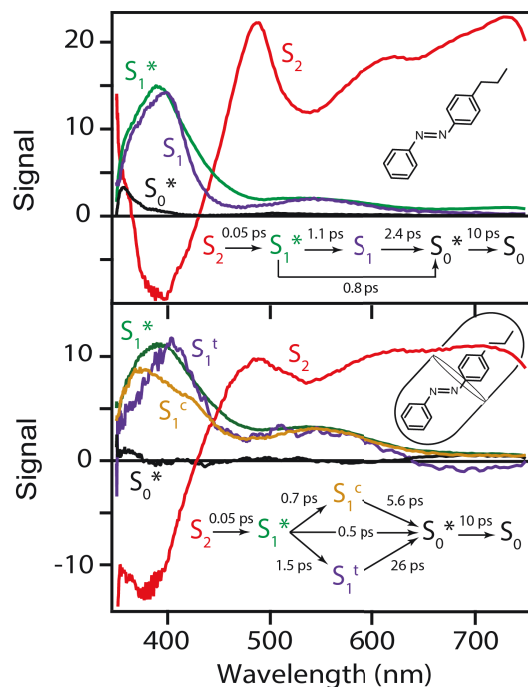 20
10
0
Signal
S1*
S2
S1
S0*
N=N
S2 0.05 ps S1* 1.1 ps S1 2.4 ps S0* 10 ps S0
0.8 ps
10
0
-10
Signal
S1*
S1t
S2
S1c
S0*
N=N
S2 0.05 ps S1* 0.7 ps S1c 5.6 ps
0.5 ps S0* 10 ps S0
1.5 ps S1t 26 ps
400 500 600 700
Wavelength (nm)